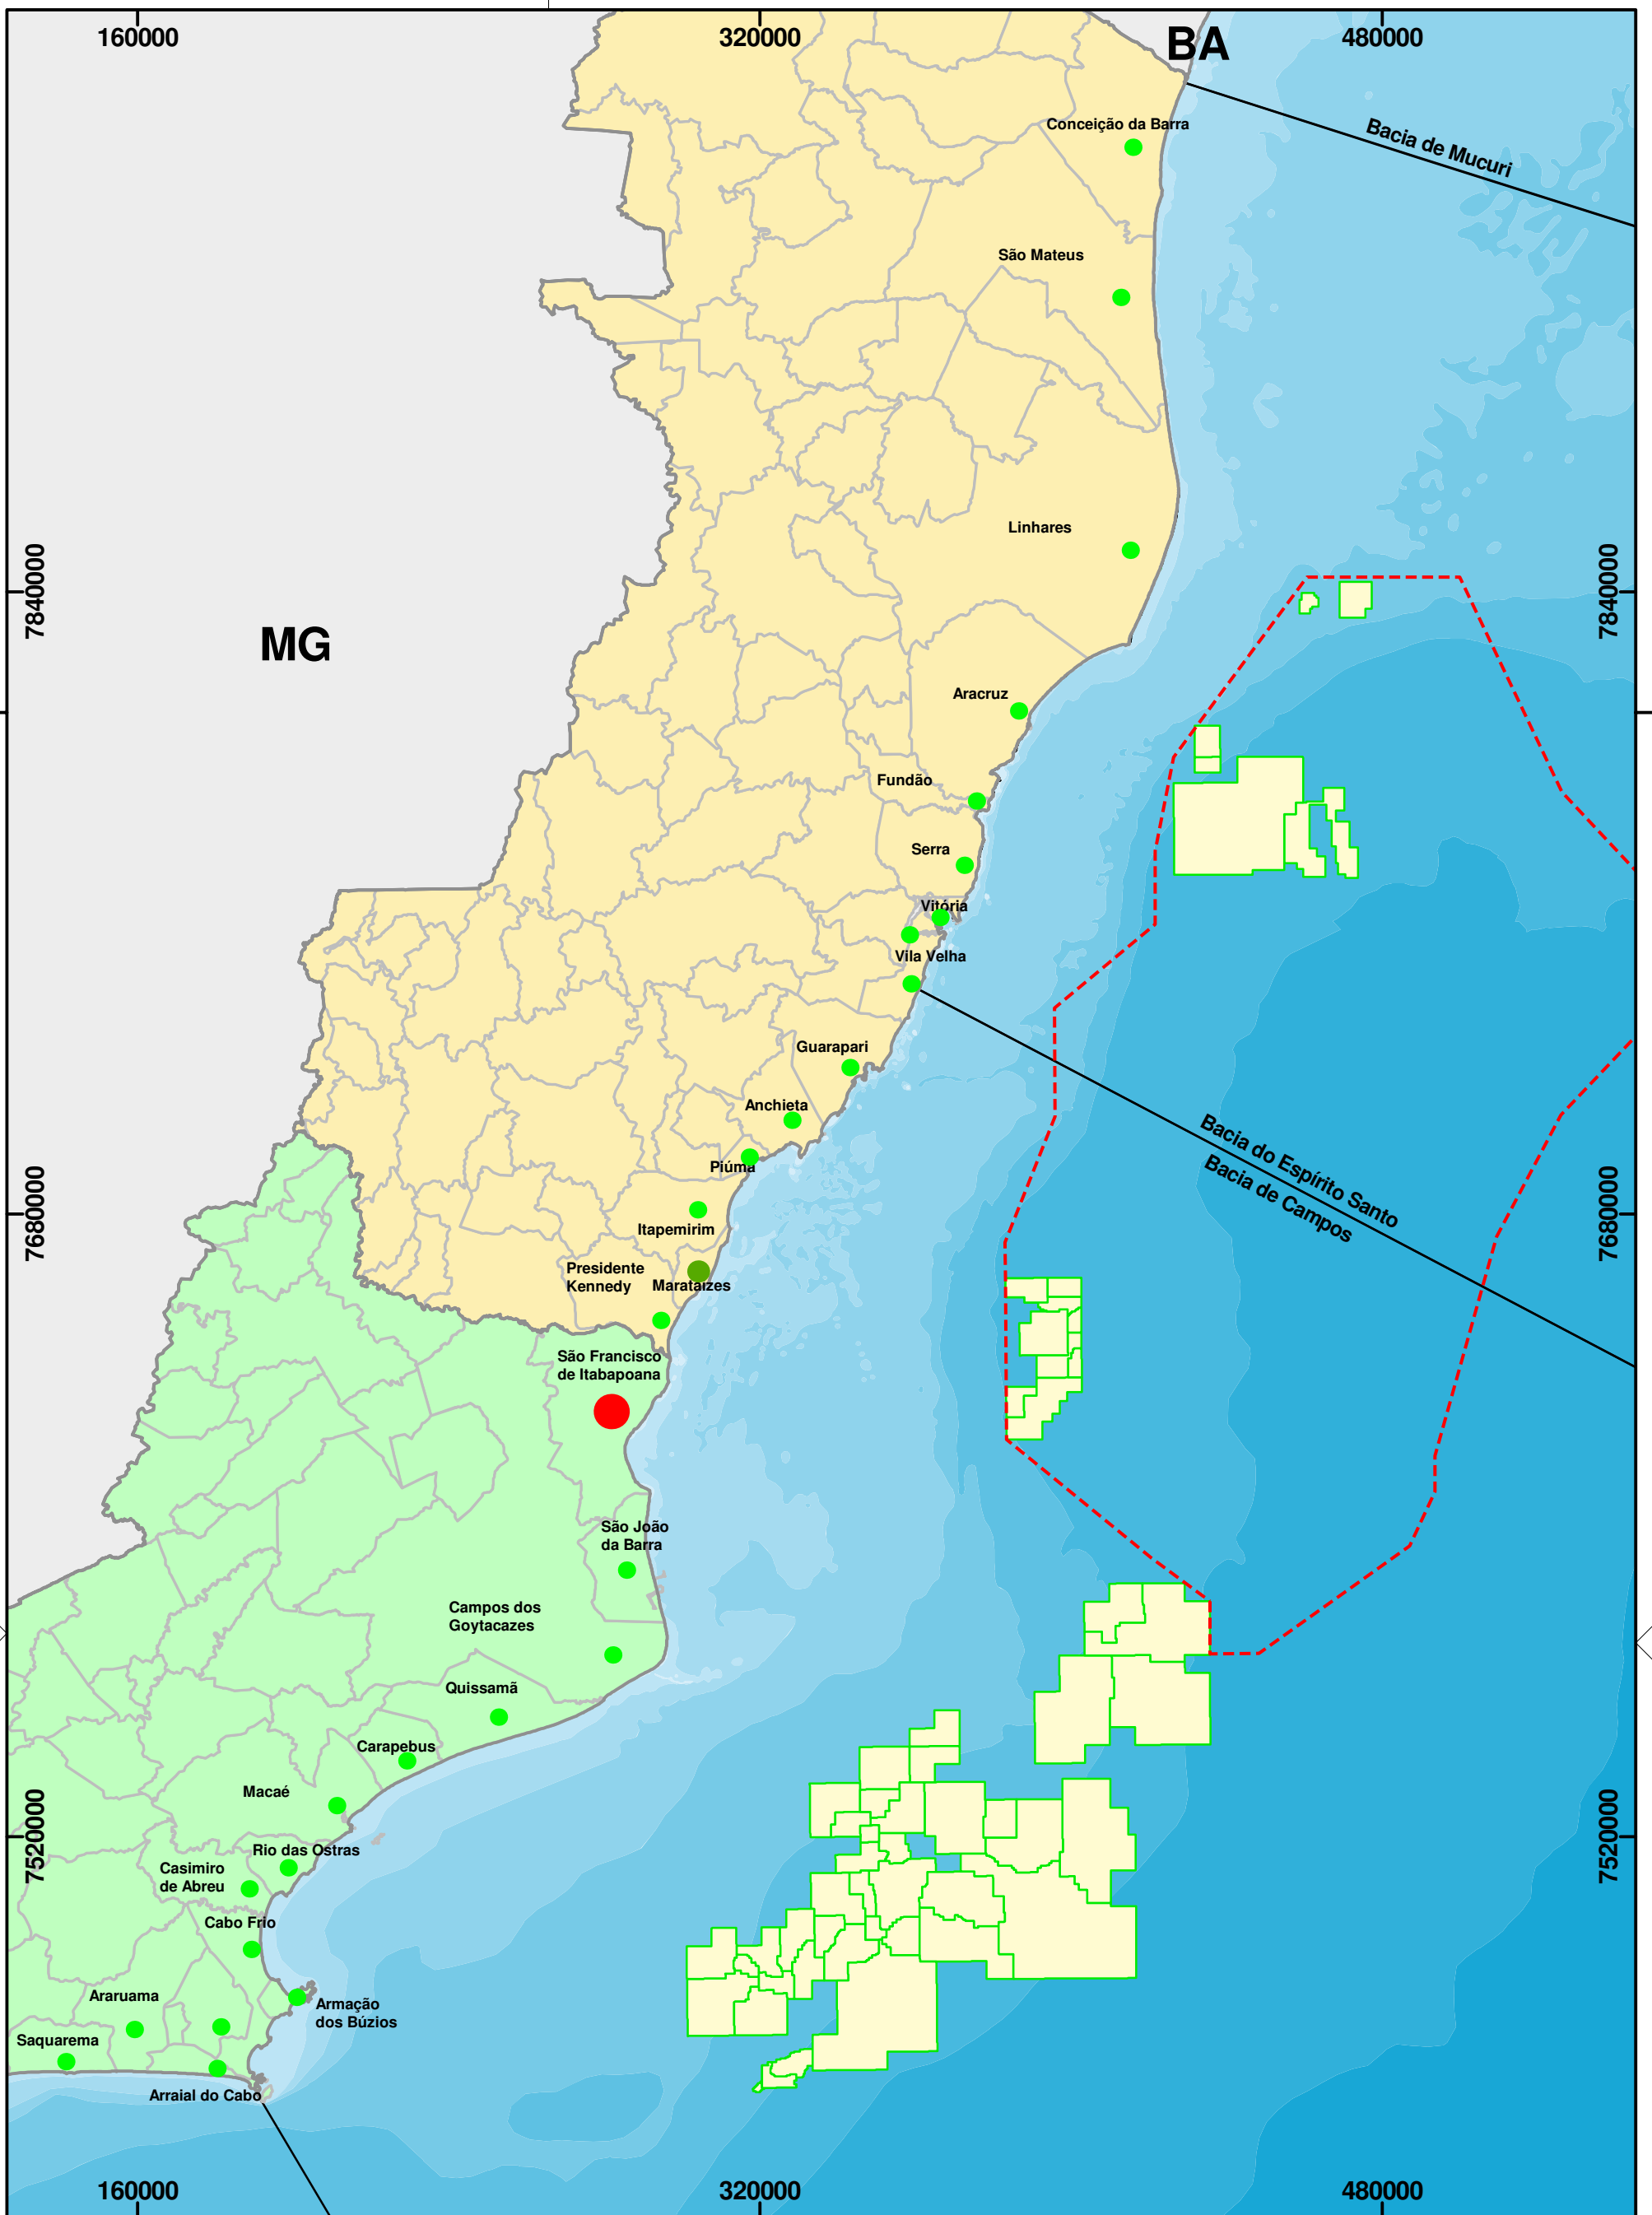 160000
320000
480000
BA
Conceição da Barra
Bacia de Mucuri
São Mateus
Linhares
7840000
7840000
MG
Aracruz
Fundão
Serra
Vitória
Vila Velha
Guarapari
Anchieta
Piúma
Bacia do Espírito Santo
Bacia de Campos
7680000
7680000
Itapemirim
Presidente
Kennedy
Marataízes
São Francisco
de Itabapoana
São João
da Barra
Campos dos
Goytacazes
Quissamã
Carapebus
Macaé
7520000
7520000
Rio das Ostras
Casimiro
de Abreu
Cabo Frio
Araruama
Armação
dos Búzios
Saquarema
Arraial do Cabo
160000
320000
480000